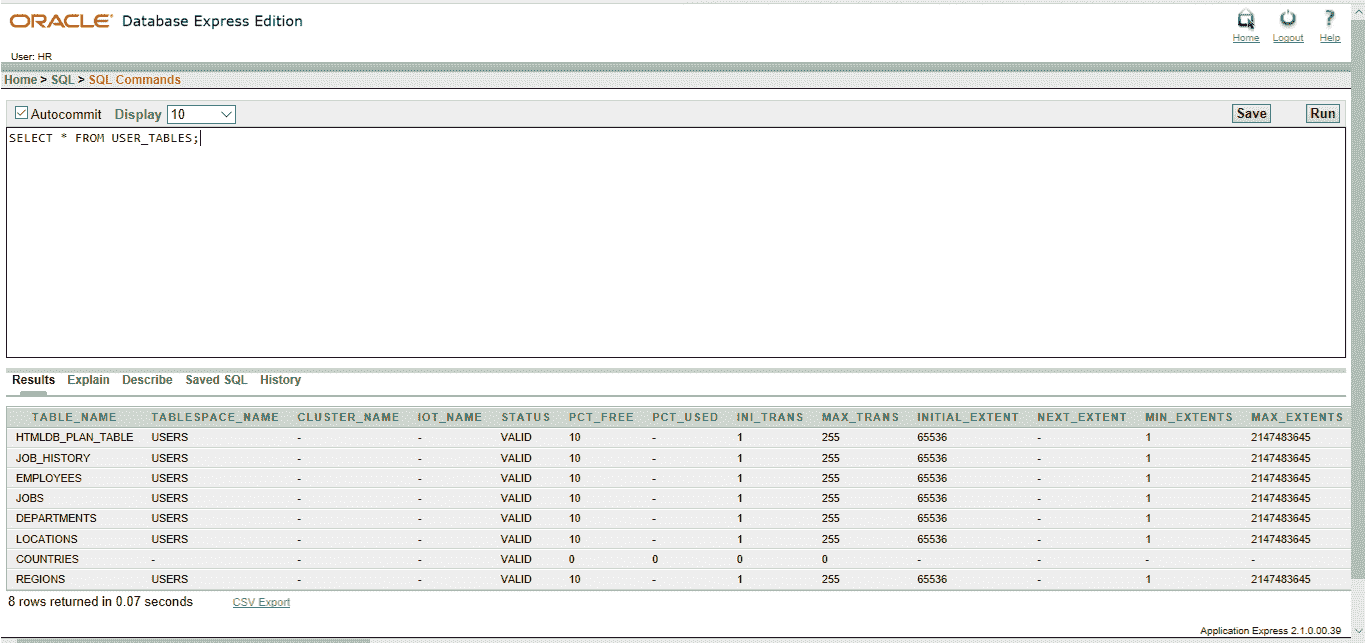 ORACLE Database Express Edition
Home Logout Help
User: HR
Home > SQL > SQL Commands
Autocommit Display 10 Save Run
SELECT * FROM USER_TABLES;
Results Explain Describe Saved SQL History
TABLE_NAME TABLESPACE_NAME CLUSTER_NAME IOT_NAME STATUS PCT_FREE PCT_USED INI_TRANS MAX_TRANS INITIAL_EXTENT NEXT_EXTENT MIN_EXTENTS MAX_EXTENTS
HTMLDB_PLAN_TABLE USERS - - VALID 10 - 1 255 65536 - 1 2147483645
JOB_HISTORY USERS - - VALID 10 - 1 255 65536 - 1 2147483645
EMPLOYEES USERS - - VALID 10 - 1 255 65536 - 1 2147483645
JOBS USERS - - VALID 10 - 1 255 65536 - 1 2147483645
DEPARTMENTS USERS - - VALID 10 - 1 255 65536 - 1 2147483645
LOCATIONS USERS - - VALID 10 - 1 255 65536 - 1 2147483645
COUNTRIES - - - VALID 0 0 0 0 - - - -
REGIONS USERS - - VALID 10 - 1 255 65536 - 1 2147483645
8 rows returned in 0.07 seconds CSV Export
Application Express 2.1.0.00.39